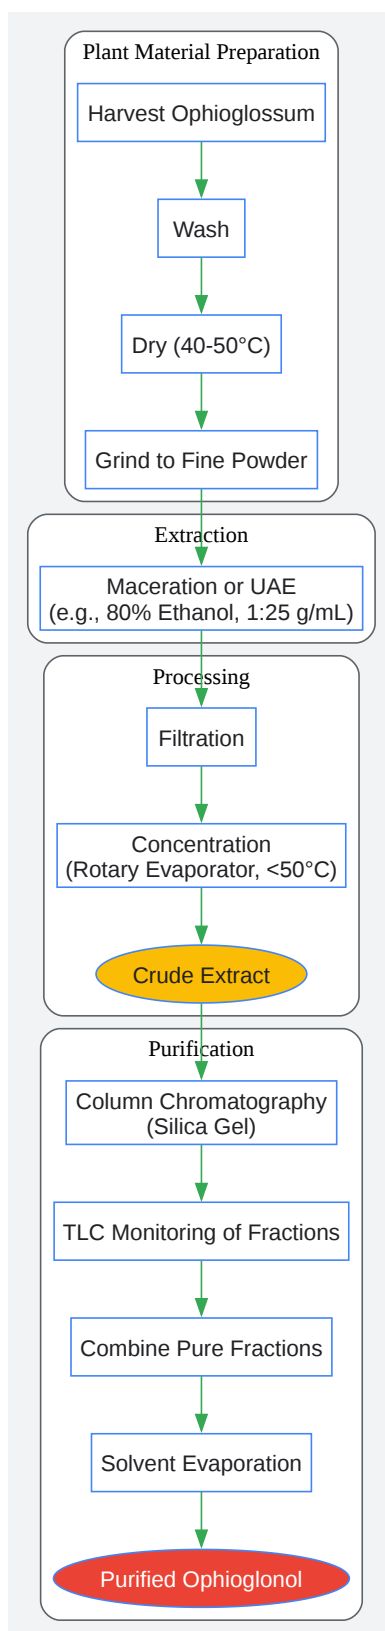 Plant Material Preparation
Harvest Ophioglossum
Wash
Dry (40-50°C)
Grind to Fine Powder
Extraction
Maceration or UAE
(e.g., 80% Ethanol, 1:25 g/mL)
Processing
Filtration
Concentration
(Rotary Evaporator, <50°C)
Crude Extract
Purification
Column Chromatography
(Silica Gel)
TLC Monitoring of Fractions
Combine Pure Fractions
Solvent Evaporation
Purified Ophioglonol